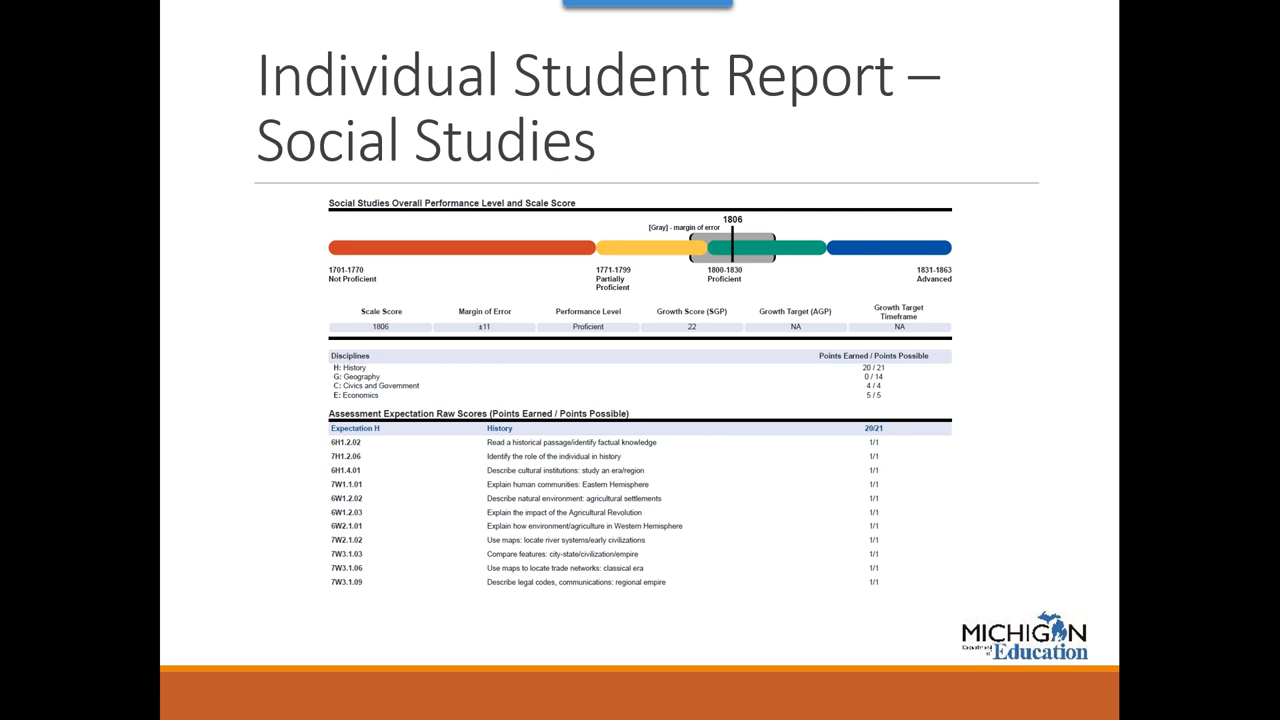 Individual Student Report –
Social Studies
Social Studies Overall Performance Level and Scale Score
1806
[Gray] - margin of error
1701-1770 1771-1799 1800-1830 1831-1863
Not Proficient Partially Proficient Advanced
Proficient
Scale Score Margin of Error Performance Level Growth Score (SGP) Growth Target (AGP) Growth Target
Timeframe
1806 ±11 Proficient 22 NA NA
Disciplines Points Earned / Points Possible
H: History 20 / 21
G: Geography 0 / 14
C: Civics and Government 4 / 4
E: Economics 5 / 5
Assessment Expectation Raw Scores (Points Earned / Points Possible)
Expectation H History 20/21
6H1.2.02 Read a historical passage/identify factual knowledge 1/1
7H1.2.06 Identify the role of the individual in history 1/1
6H1.4.01 Describe cultural institutions: study an era/region 1/1
7W1.1.01 Explain human communities: Eastern Hemisphere 1/1
6W1.2.02 Describe natural environment: agricultural settlements 1/1
6W1.2.03 Explain the impact of the Agricultural Revolution 1/1
6W2.1.01 Explain how environment/agriculture in Western Hemisphere 1/1
7W2.1.02 Use maps: locate river systems/early civilizations 1/1
7W3.1.03 Compare features: city-state/civilization/empire 1/1
7W3.1.06 Use maps to locate trade networks: classical era 1/1
7W3.1.09 Describe legal codes, communications: regional empire 1/1
MICHIGAN
Department
of Education